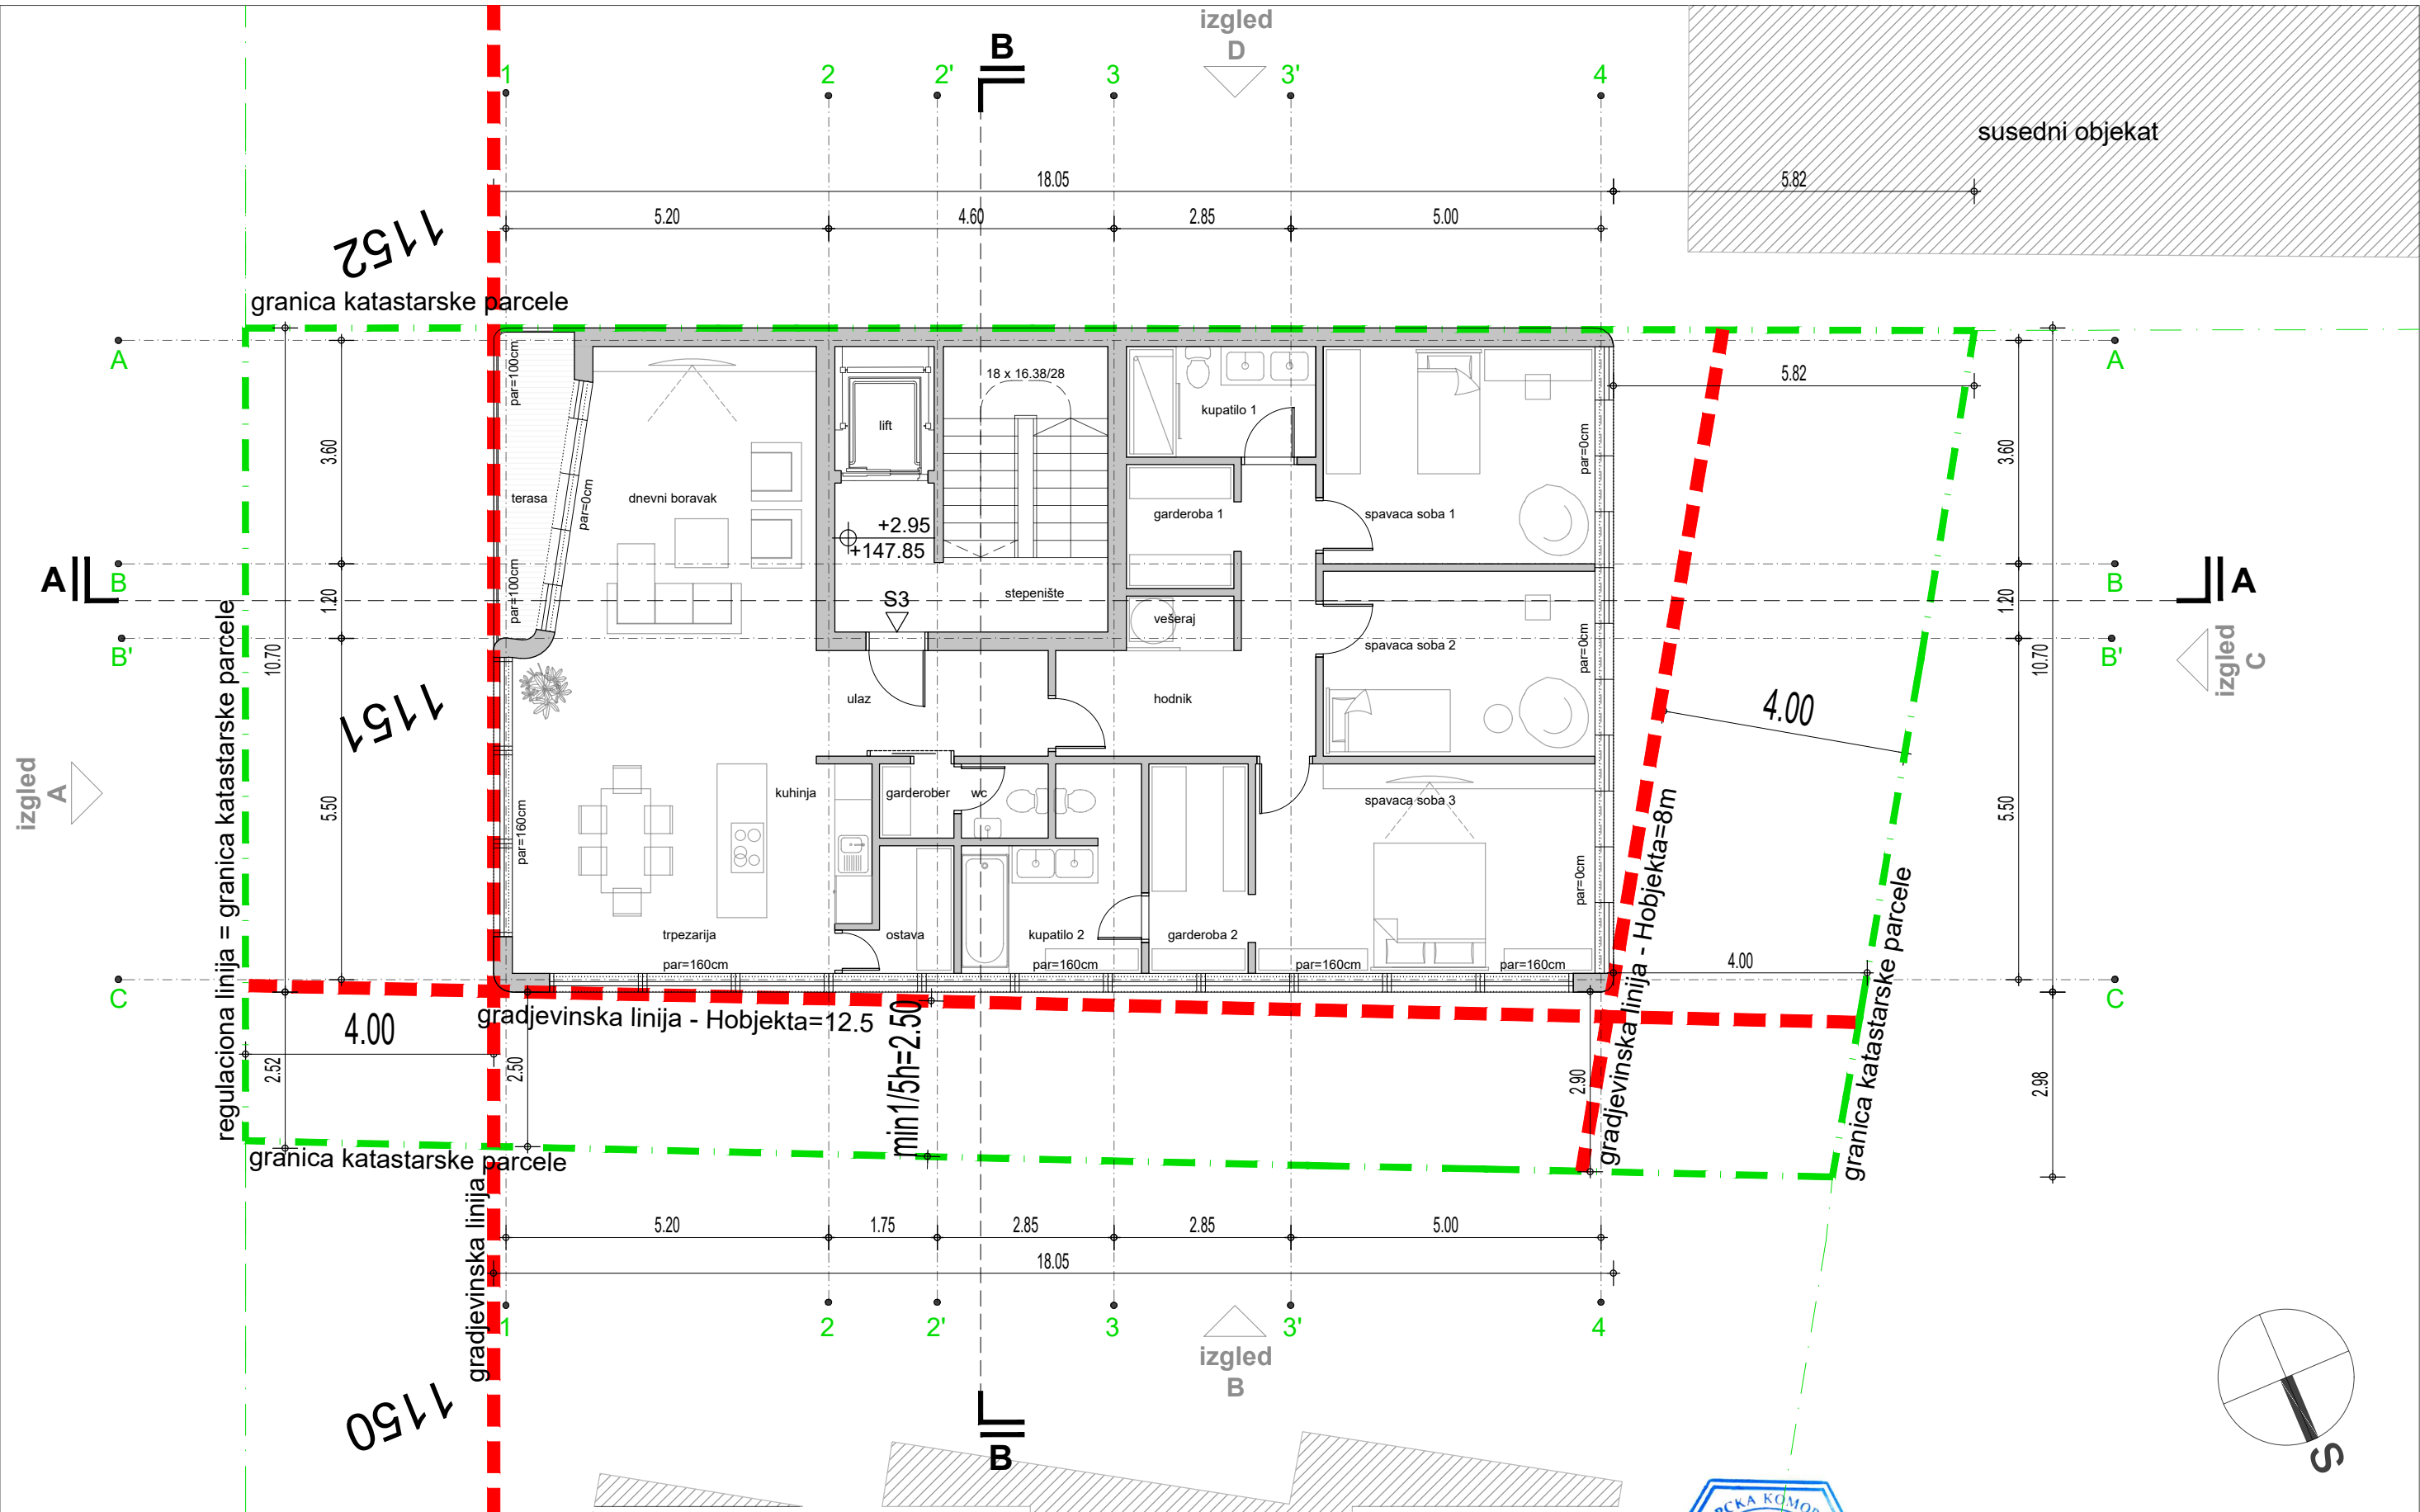 izgled
D
B
1
2
2'
3
3'
4
susedni objekat
18.05
5.82
5.20
4.60
2.85
5.00
1152
granica katastarske parcele
A
A
5.82
par=100cm
18 x 16.38/28
kupatilo 1
lift
3.60
par=0cm
3.60
terasa
par=0cm
dnevni boravak
garderoba 1
spavaca soba 1
+2.95
+147.85
A
B
par=100cm
1.20
S3
stepenište
vešeraj
1.20
B
A
B'
10.70
spavaca soba 2
par=0cm
10.70
B'
izgled
C
regulaciona linija = granica katastarske parcele
1151
ulaz
hodnik
4.00
izgled
A
5.50
par=160cm
kuhinja
garderober
wc
spavaca soba 3
5.50
par=0cm
gradjevinska linija - Hobjekta=8m
granica katastarske parcele
trpezarija
ostava
kupatilo 2
garderoba 2
par=160cm
par=160cm
par=160cm
par=160cm
4.00
C
C
4.00
gradjevinska linija - Hobjekta=12.5
min1/5h=2.50
2.52
2.50
2.90
2.98
granica katastarske parcele
gradjevinska linija
5.20
1.75
2.85
2.85
5.00
18.05
1
2
2'
3
3'
4
izgled
B
1150
B
S
РСКА КОМОР